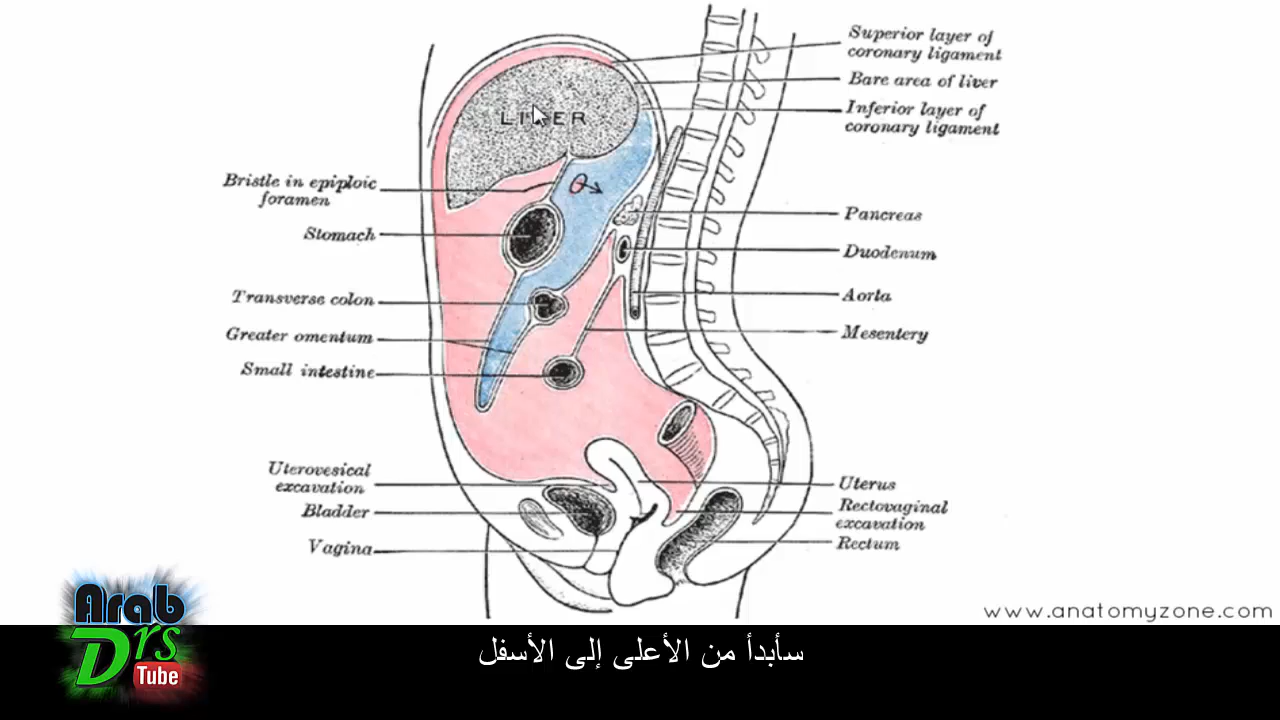 Superior layer of
coronary ligament
Bare area of liver
Inferior layer of
coronary ligament
LIVER
Bristle in epiploic
foramen
Pancreas
Stomach
Duodenum
Transverse colon
Aorta
Greater omentum
Mesentery
Small intestine
Uterovesical
excavation
Uterus
Bladder
Rectovaginal
excavation
Vagina
Rectum
www.anatomyzone.com
Arab
Drs
Tube
سأبدأ من الأعلى إلى الأسفل